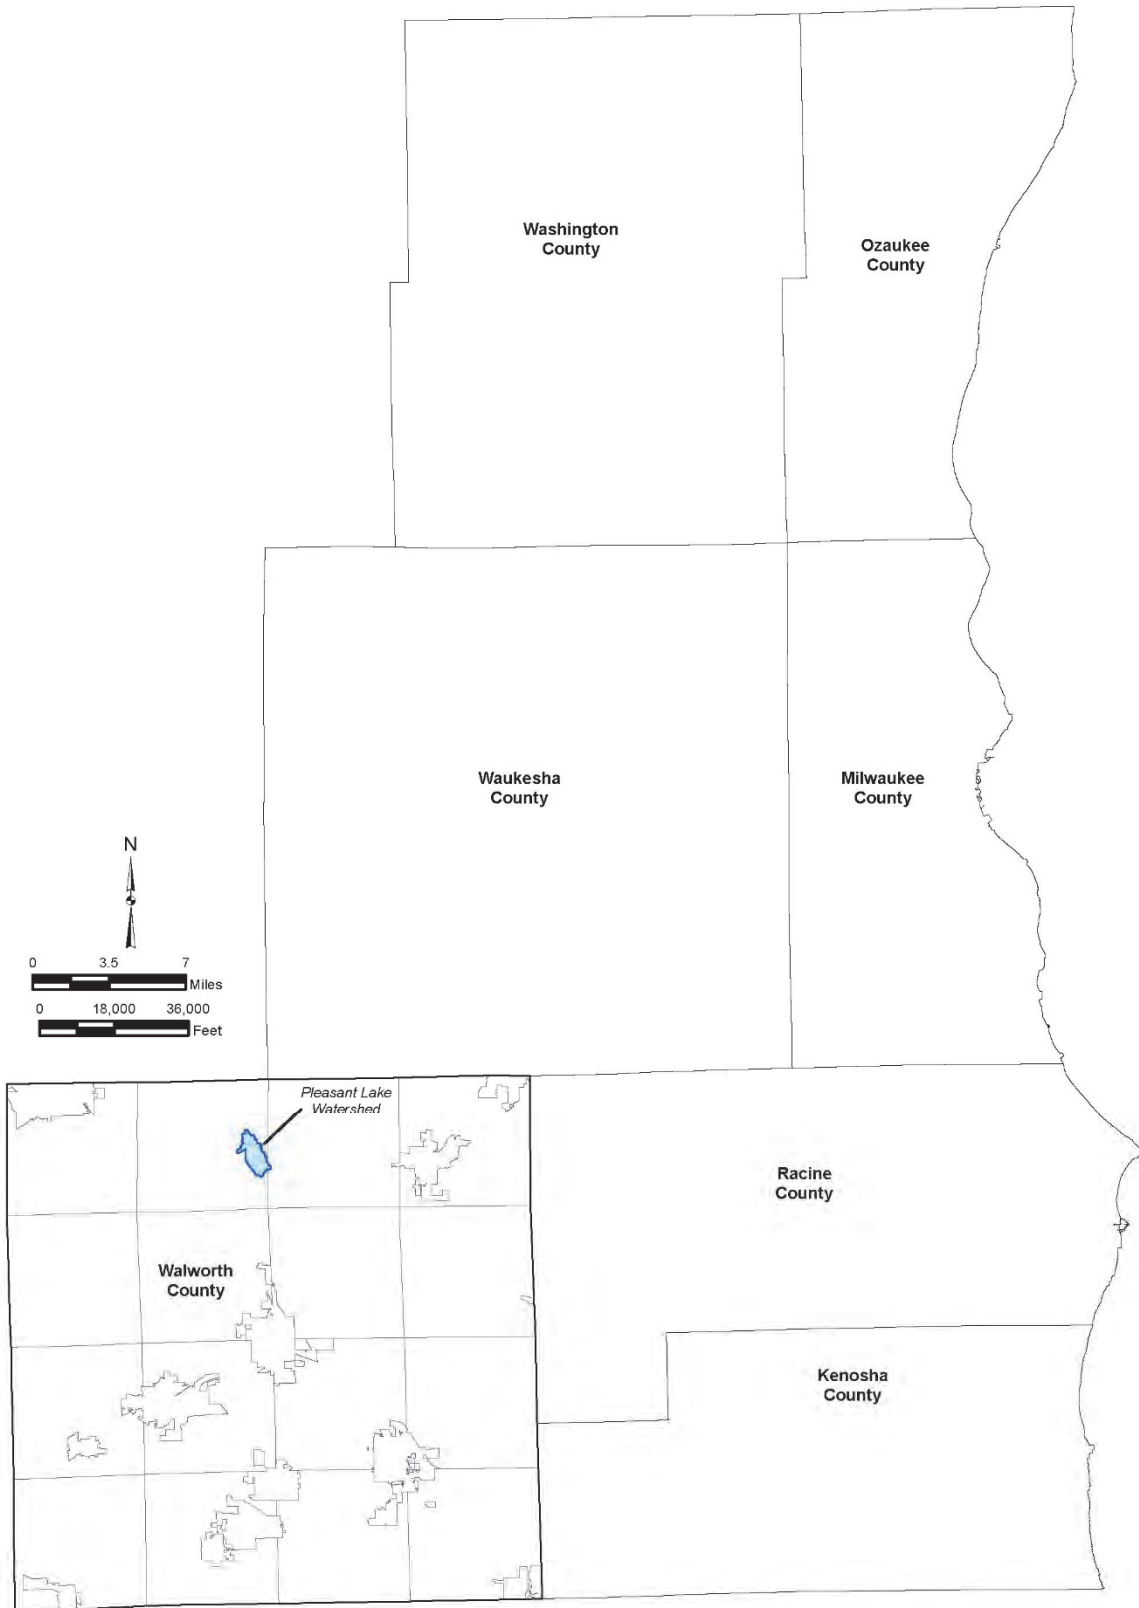 Washington
County
Ozaukee
County
Waukesha
County
Milwaukee
County
N
0 3.5 7
Miles
0 18,000 36,000
Feet
Pleasant Lake
Watershed
Racine
County
Walworth
County
Kenosha
County